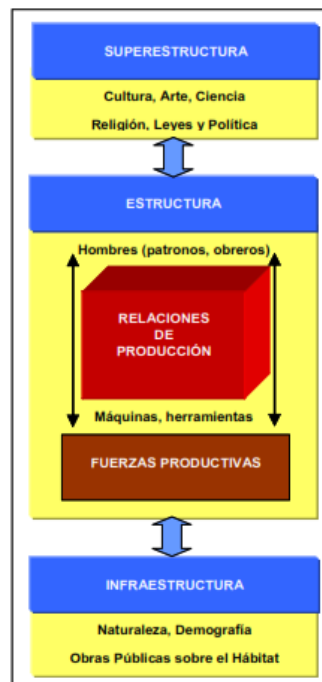 SUPERESTRUCTURA
Cultura, Arte, Ciencia
Religión, Leyes y Política
ESTRUCTURA
Hombres (patronos, obreros)
RELACIONES
DE
PRODUCCIÓN
Máquinas, herramientas
FUERZAS PRODUCTIVAS
INFRAESTRUCTURA
Naturaleza, Demografía
Obras Públicas sobre el Hábitat